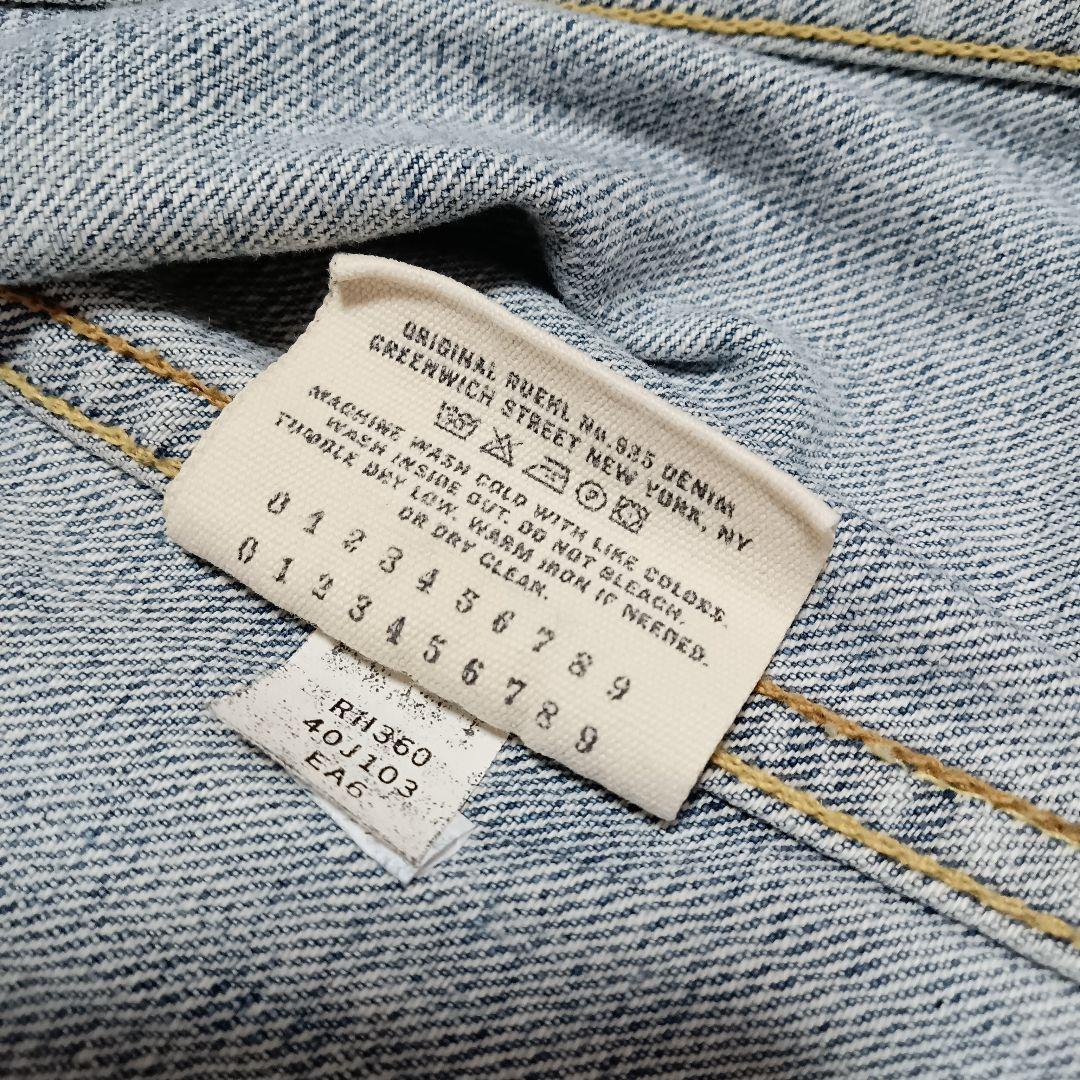 ORIGINAL RUEHL No.925 DENIM
GREENWICH STREET NEW YORK, NY
MACHINE WASH COLD WITH LIKE COLORS.
WASH INSIDE OUT. DO NOT BLEACH.
TUMBLE DRY LOW. WARM IRON IF NEEDED.
OR DRY CLEAN.
0 1 2 3 4 5 6 7 8 9
0 1 2 3 4 5 6 7 8 9
RH360
40J103
EA6